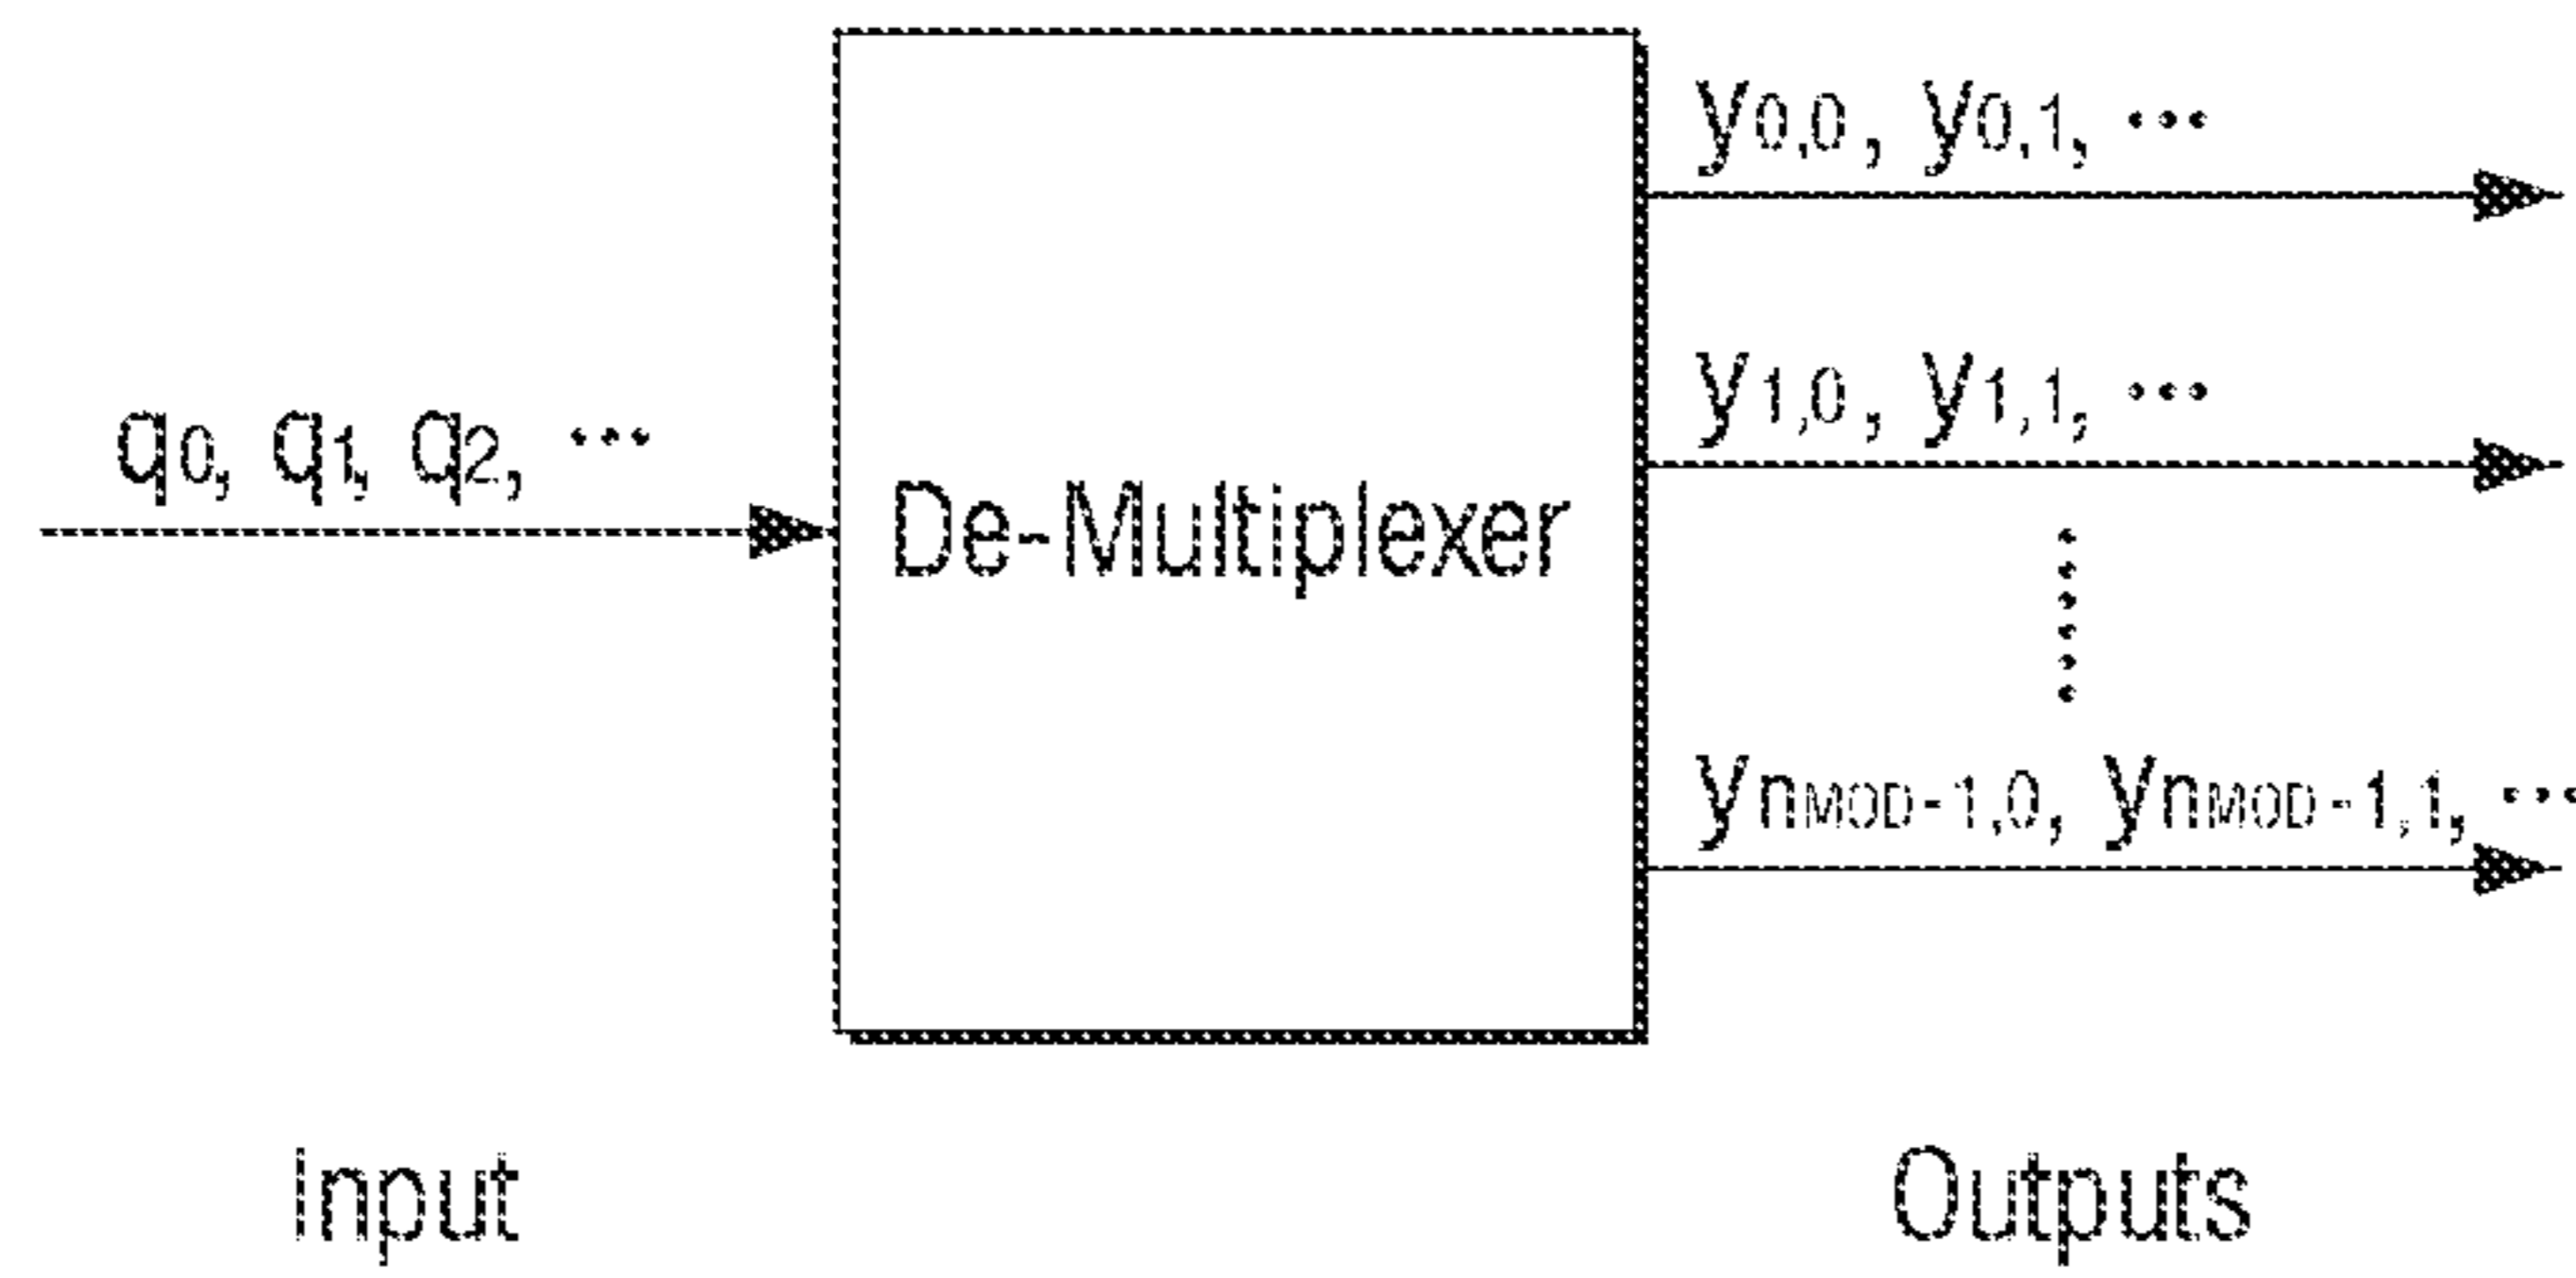 y0,0, y0,1, ···
y1,0, y1,1, ···
q0, q1, q2, ···
De-Multiplexer
ynMOD-1,0, ynMOD-1,1, ···
Input
Outputs